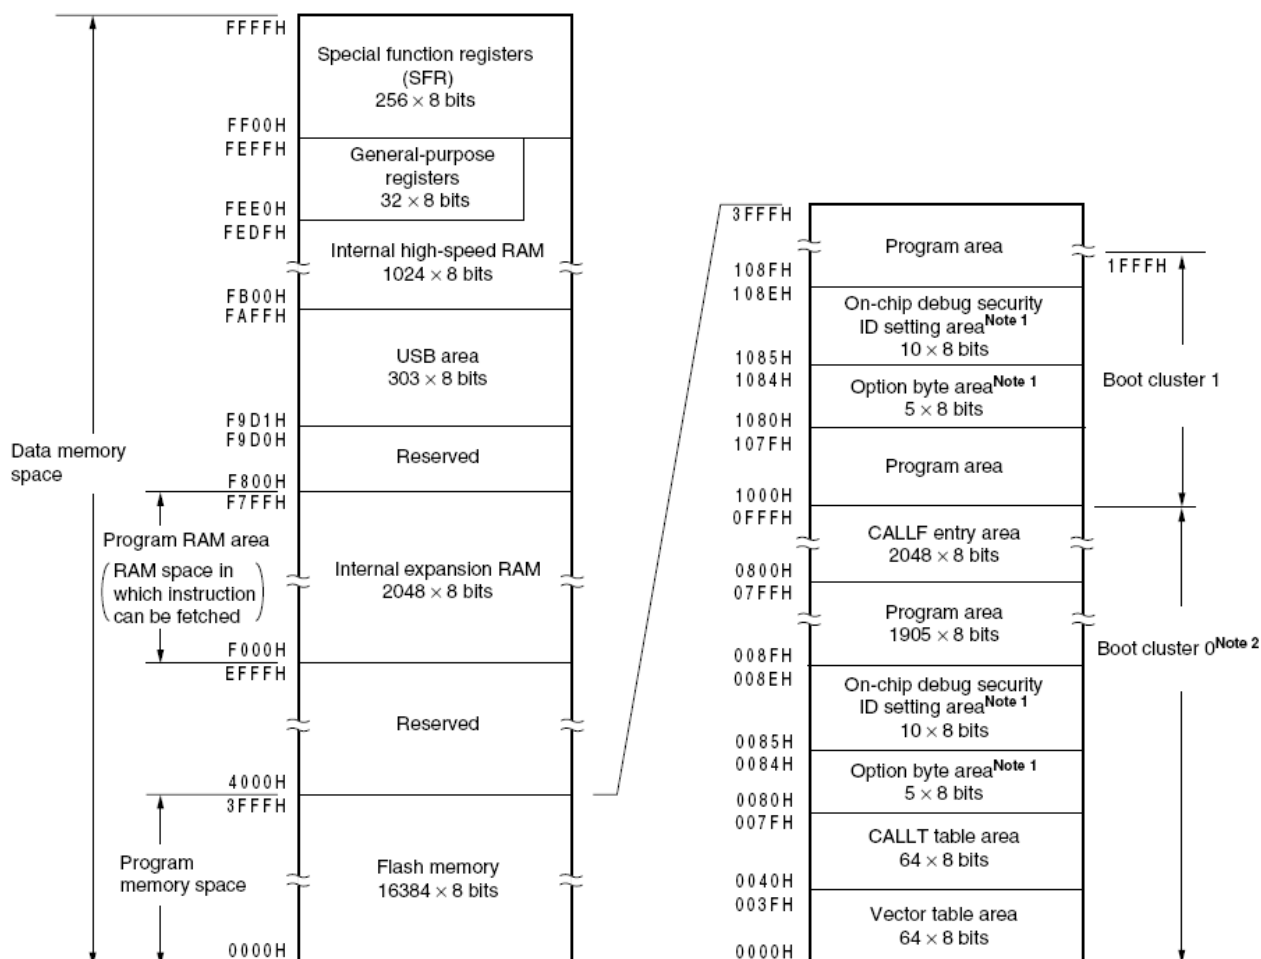 FFFFH
Special function registers
(SFR)
256 × 8 bits
FF00H
FEFFH
General-purpose
registers
32 × 8 bits
FEE0H
FEDFH
Internal high-speed RAM
1024 × 8 bits
FB00H
FAFFH
USB area
303 × 8 bits
F9D1H
F9D0H
Data memory
space
Reserved
F800H
F7FFH
Program RAM area
(RAM space in
which instruction
can be fetched)
Internal expansion RAM
2048 × 8 bits
F000H
EFFFH
Reserved
4000H
3FFFH
Program
memory space
Flash memory
16384 × 8 bits
0000H
3FFFH
Program area
1FFFH
108FH
108EH
On-chip debug security
ID setting areaNote 1
10 × 8 bits
1085H
1084H
Option byte areaNote 1
5 × 8 bits
Boot cluster 1
1080H
107FH
Program area
1000H
0FFFH
CALLF entry area
2048 × 8 bits
0800H
07FFH
Program area
1905 × 8 bits
Boot cluster 0Note 2
008FH
008EH
On-chip debug security
ID setting areaNote 1
10 × 8 bits
0085H
0084H
Option byte areaNote 1
5 × 8 bits
0080H
007FH
CALLT table area
64 × 8 bits
0040H
003FH
Vector table area
64 × 8 bits
0000H